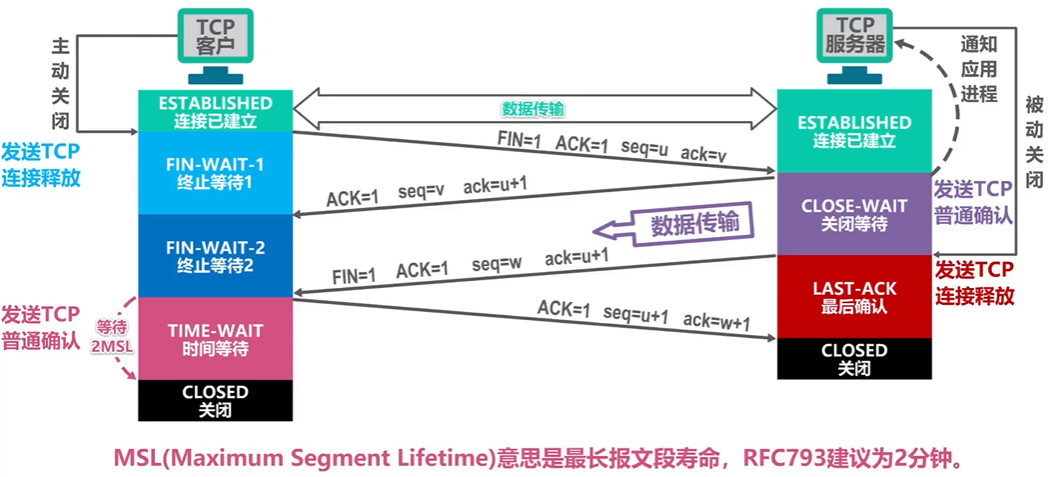 TCP
客户
TCP
服务器
主
动
关
闭
通知
应用
进程
被
动
关
闭
ESTABLISHED
连接已建立
数据传输
ESTABLISHED
连接已建立
FIN=1 ACK=1 seq=u ack=v
发送TCP
连接释放
FIN-WAIT-1
终止等待1
ACK=1 seq=v ack=u+1
CLOSE-WAIT
关闭等待
发送TCP
普通确认
数据传输
FIN-WAIT-2
终止等待2
FIN=1 ACK=1 seq=w ack=u+1
LAST-ACK
最后确认
发送TCP
连接释放
ACK=1 seq=u+1 ack=w+1
发送TCP
普通确认
等待
2MSL
TIME-WAIT
时间等待
CLOSED
关闭
CLOSED
关闭
MSL(Maximum Segment Lifetime)意思是最长报文段寿命，RFC793建议为2分钟。